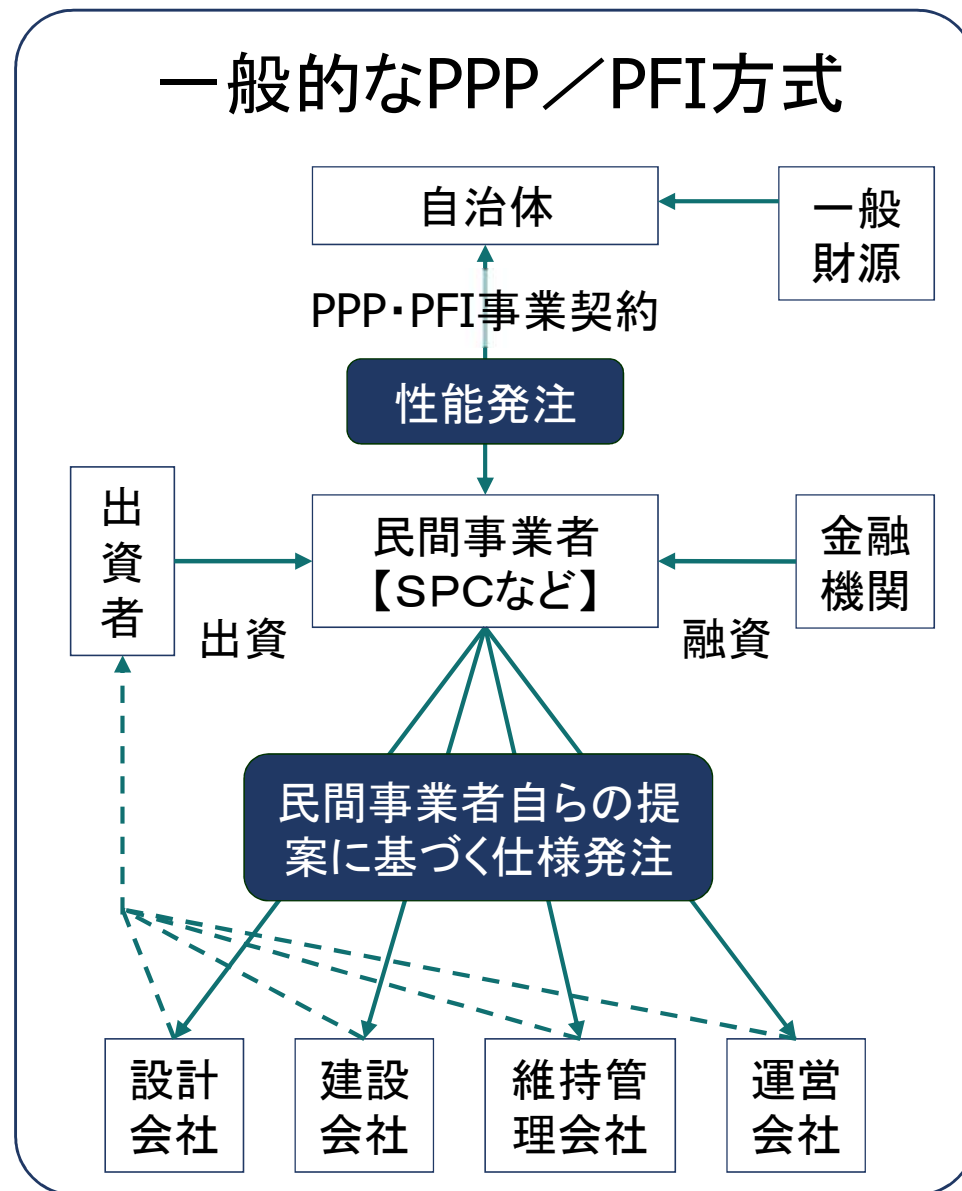 一般的なPPP／PFI方式
自治体
一般
財源
PPP・PFI事業契約
性能発注
出
資
者
民間事業者
【ＳＰＣなど】
金融
機関
出資
融資
民間事業者自らの提
案に基づく仕様発注
設計
会社
建設
会社
維持管
理会社
運営
会社